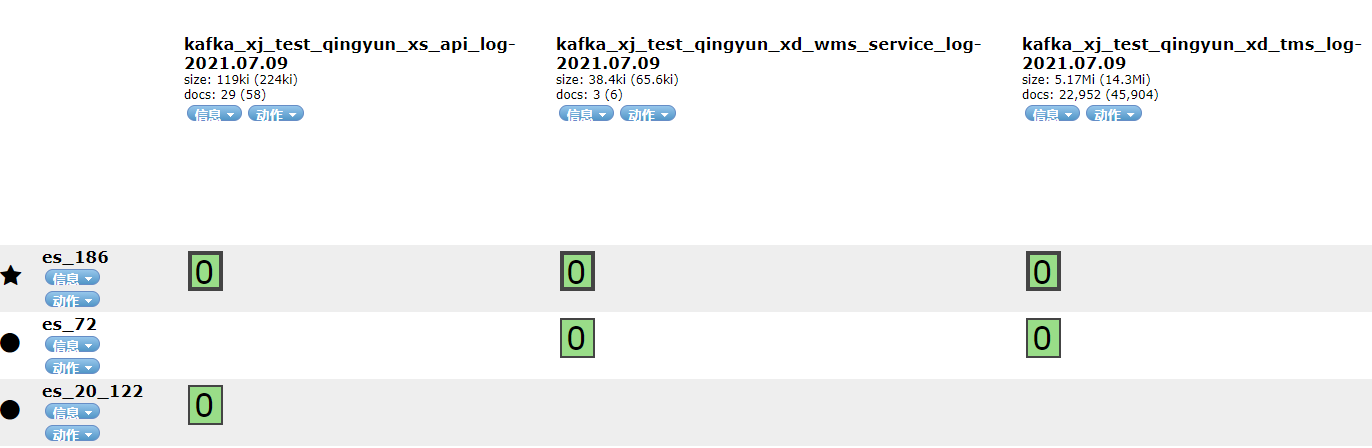 kafka_xj_test_qingyun_xs_api_log-
2021.07.09
size: 119ki (224ki)
docs: 29 (58)
信息 动作
kafka_xj_test_qingyun_xd_wms_service_log-
2021.07.09
size: 38.4ki (65.6ki)
docs: 3 (6)
信息 动作
kafka_xj_test_qingyun_xd_tms_log-
2021.07.09
size: 5.17Mi (14.3Mi)
docs: 22,952 (45,904)
信息 动作
es_186
信息
动作
0 0 0
es_72
信息
动作
0 0
es_20_122
信息
动作
0